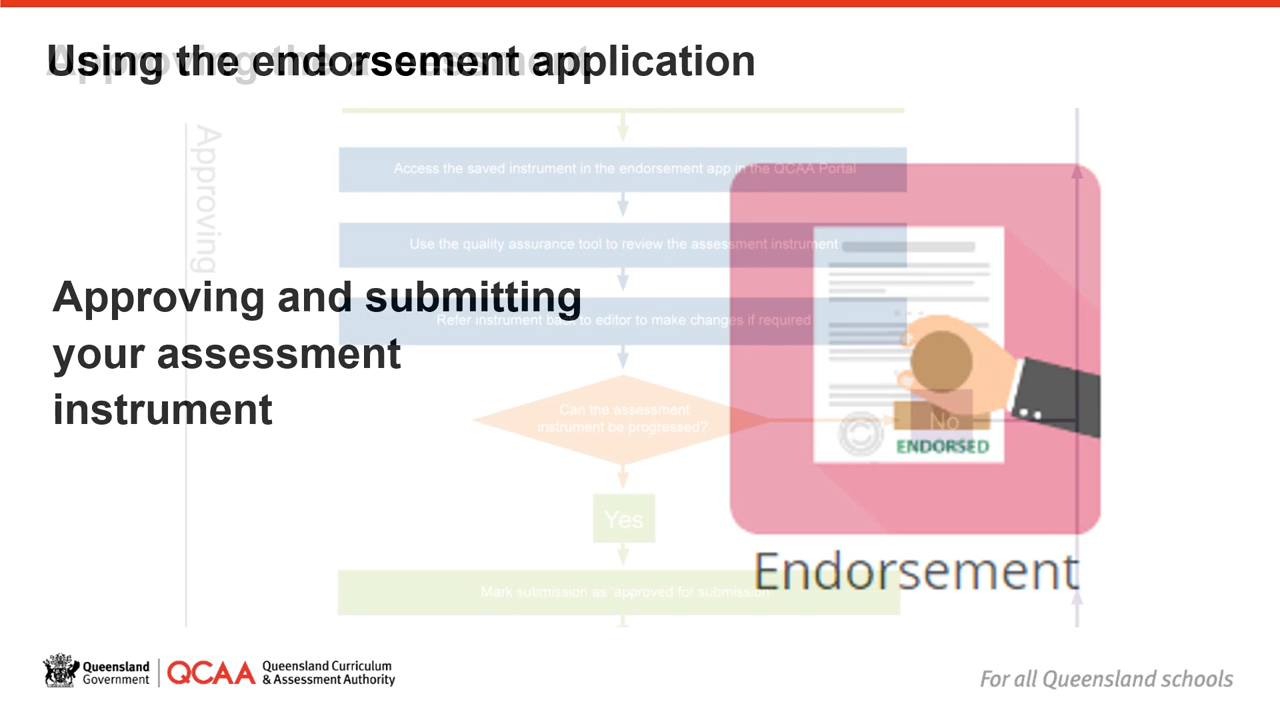 Using the endorsement application
Approving the assessment
Approving
Access the saved instrument in the endorsement app in the QCAA Portal
Use the quality assurance tool to review the assessment instrument
Approving and submitting
your assessment
instrument
Refer instrument back to editor to make changes if required
Can the assessment
instrument be progressed?
No
ENDORSED
Yes
Endorsement
Mark submission as 'approved for submission'
Queensland
Government
QCAA
Queensland Curriculum
& Assessment Authority
For all Queensland schools